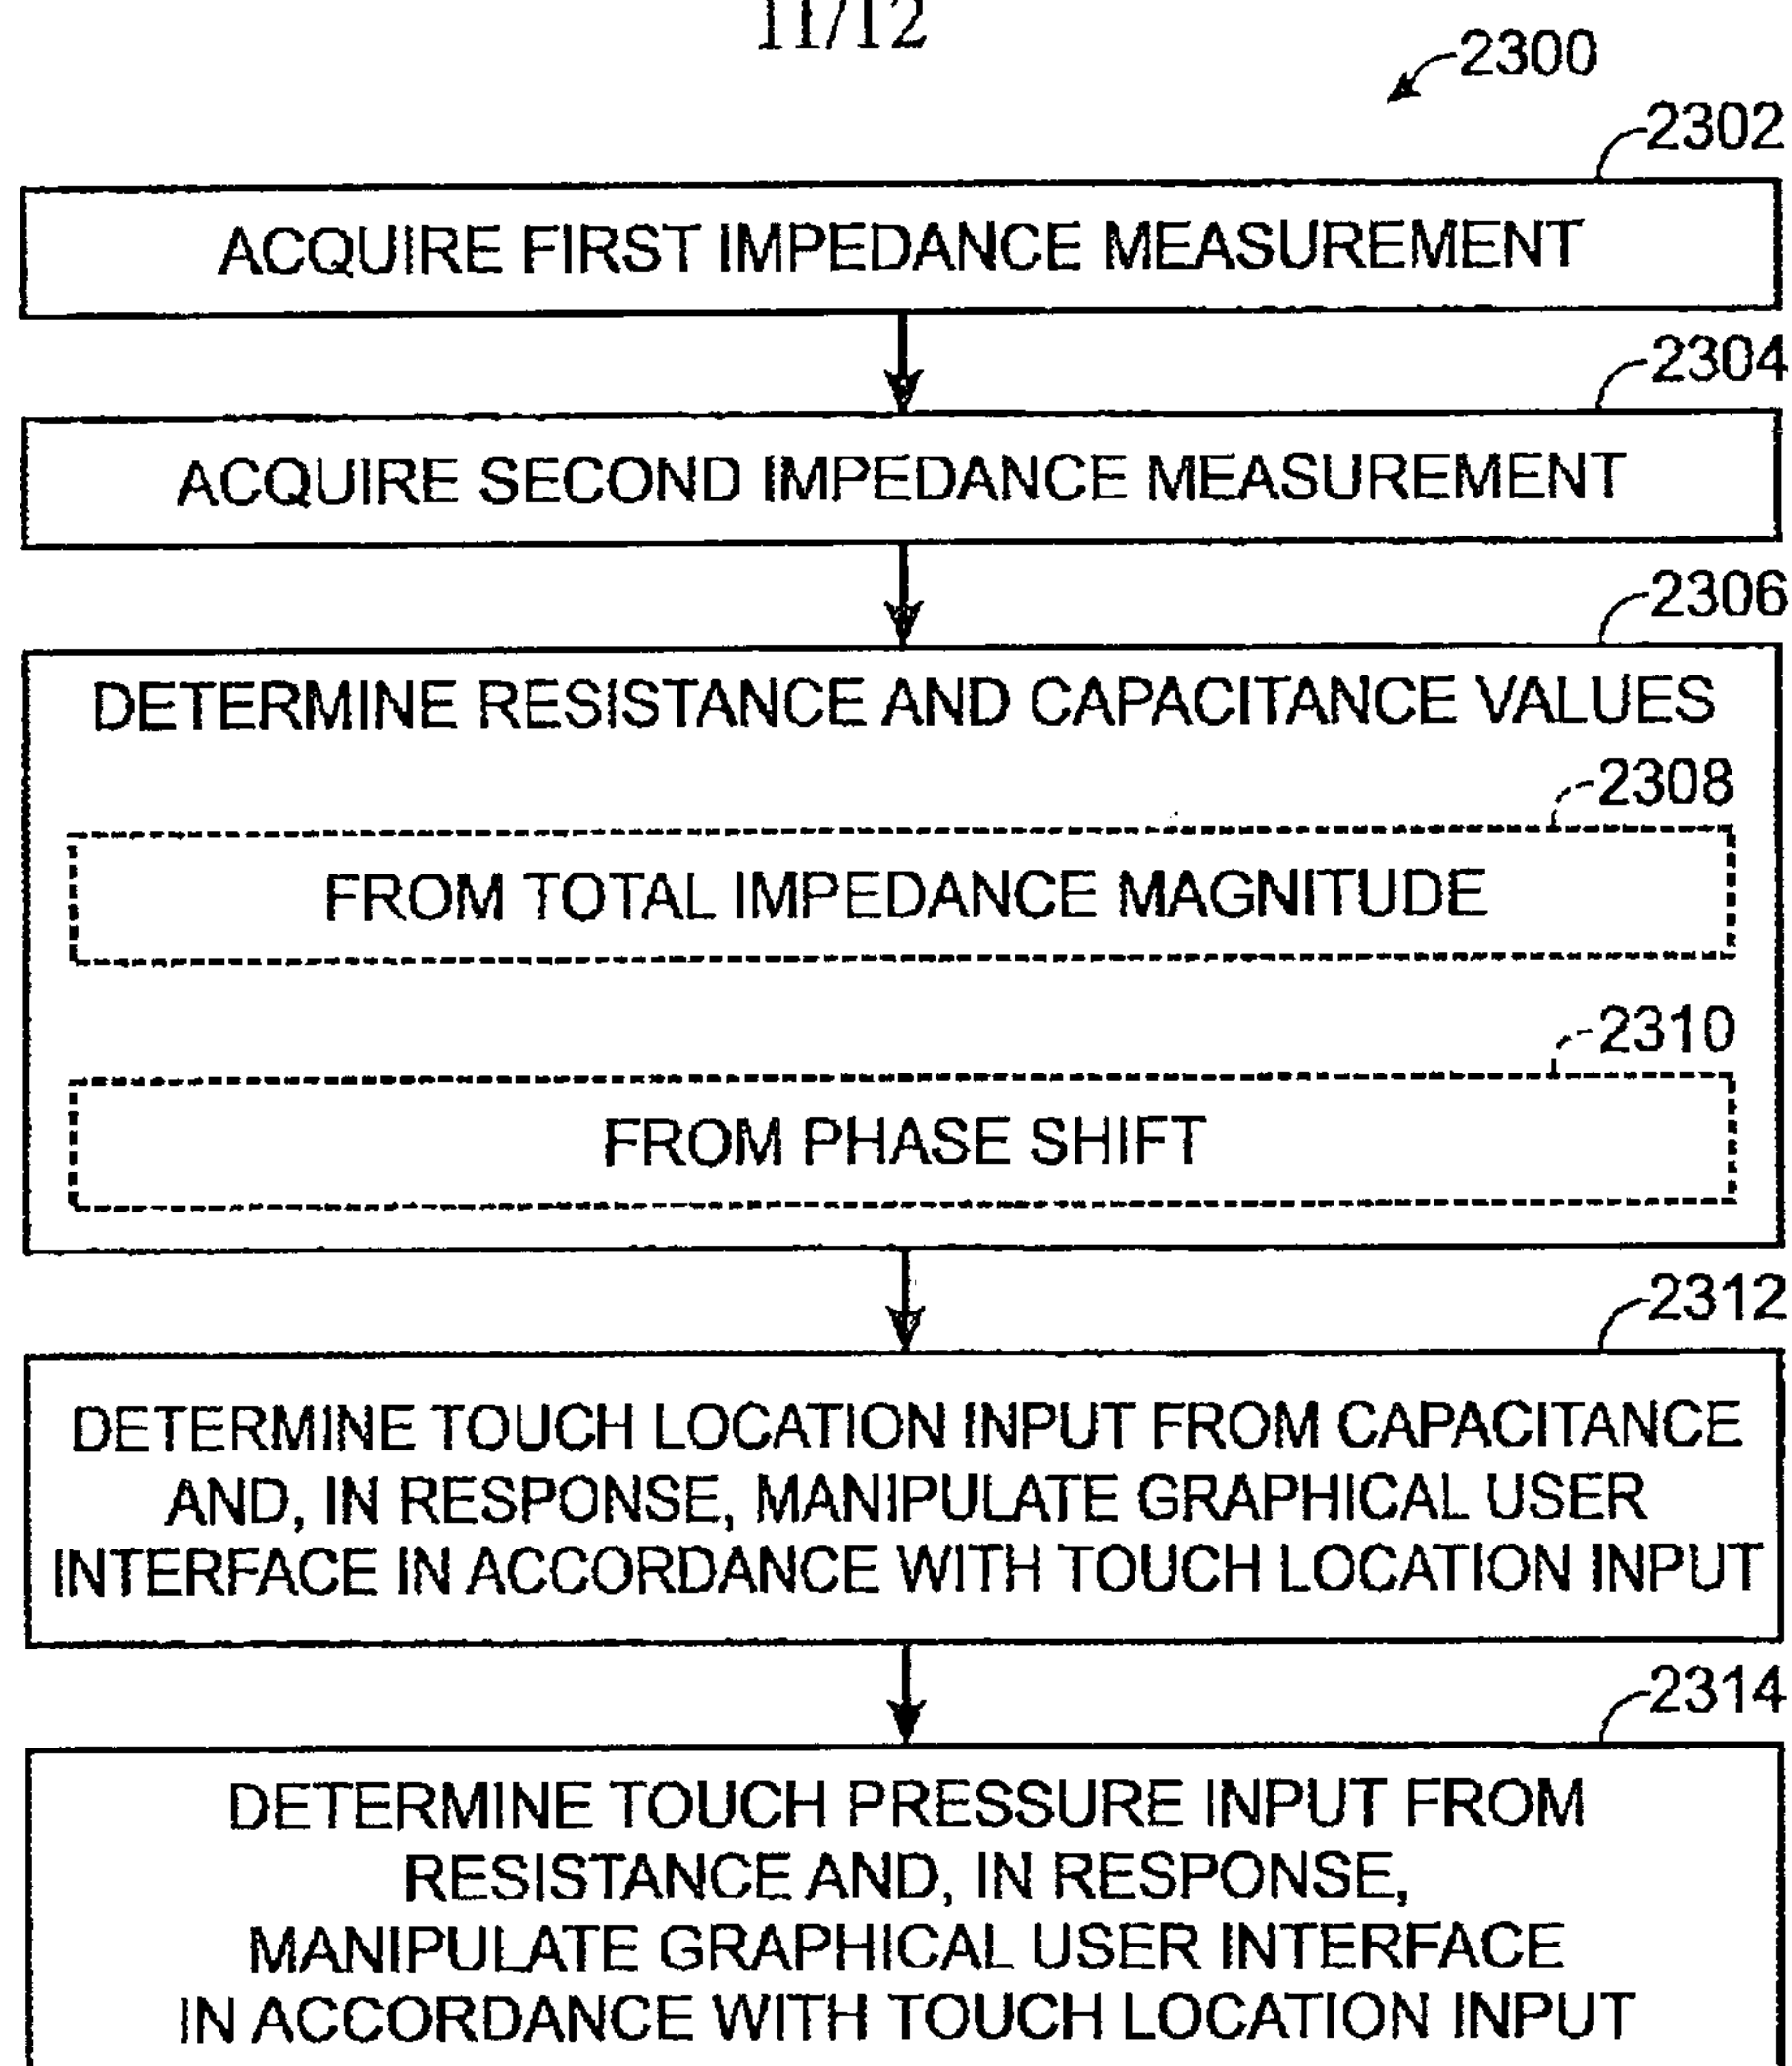 11/12
2300
2302
ACQUIRE FIRST IMPEDANCE MEASUREMENT
2304
ACQUIRE SECOND IMPEDANCE MEASUREMENT
2306
DETERMINE RESISTANCE AND CAPACITANCE VALUES
2308
FROM TOTAL IMPEDANCE MAGNITUDE
2310
FROM PHASE SHIFT
2312
DETERMINE TOUCH LOCATION INPUT FROM CAPACITANCE
AND, IN RESPONSE, MANIPULATE GRAPHICAL USER
INTERFACE IN ACCORDANCE WITH TOUCH LOCATION INPUT
2314
DETERMINE TOUCH PRESSURE INPUT FROM
RESISTANCE AND, IN RESPONSE,
MANIPULATE GRAPHICAL USER INTERFACE
IN ACCORDANCE WITH TOUCH LOCATION INPUT